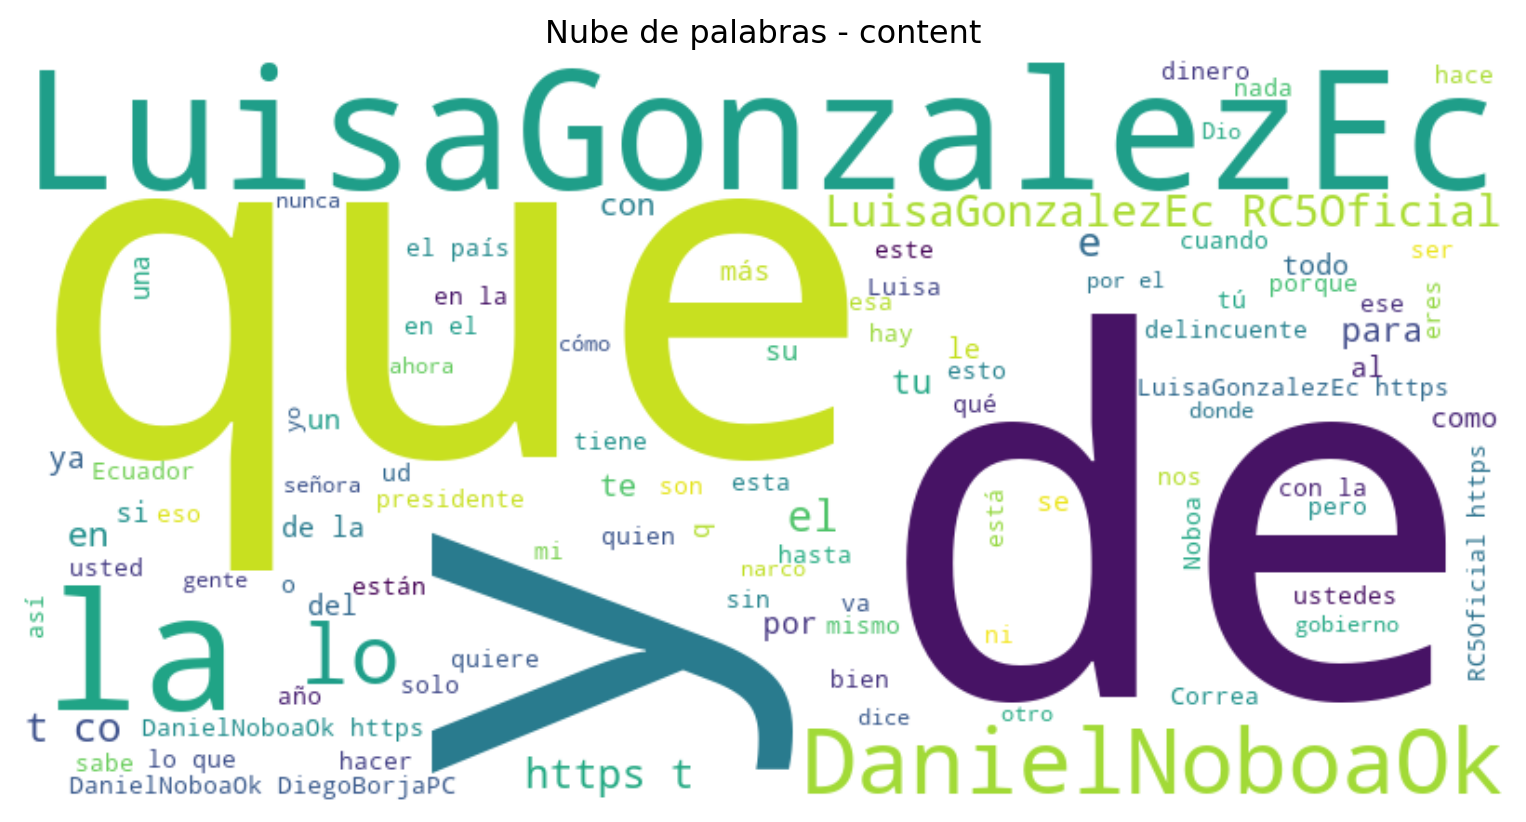 Nube de palabras - content
LuisaGonzalezEc
dinero
hace
nada
Dio
que
nunca
con
LuisaGonzalezEc RC5Oficial
el país
una
más
en la
en el
cómo
ahora
su
este
e
cuando
ser
todo
por el
porque
Luisa
esa
tú
ese
eres
hay
delincuente
para
le
esto
al
tu
LuisaGonzalezEc https
qué
donde
como
yo
un
tiene
ya
Ecuador
ud
señora
presidente
te
son
esta
de
nos
con la
pero
está
se
Noboa
RC5Oficial https
si
eso
en
de la
el
quien
q
mi
hasta
usted
gente
narco
o
están
del
sin
va
ustedes
así
la
lo
y
por
mismo
ni
gobierno
quiere
solo
bien
año
Correa
t co
DanielNoboaOk https
dice
otro
sabe
lo que
hacer
https t
DanielNoboaOk
DanielNoboaOk DiegoBorjaPC